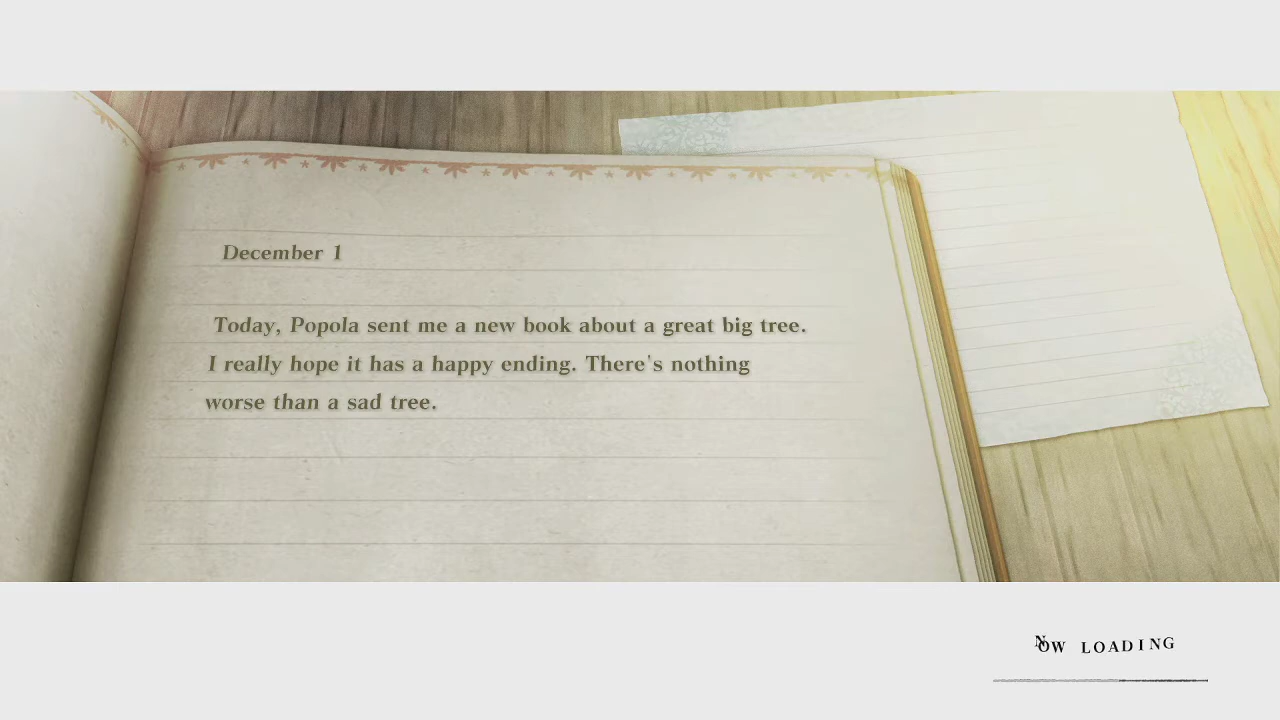 December 1
Today, Popola sent me a new book about a great big tree.
I really hope it has a happy ending. There's nothing
worse than a sad tree.
NOW LOADING